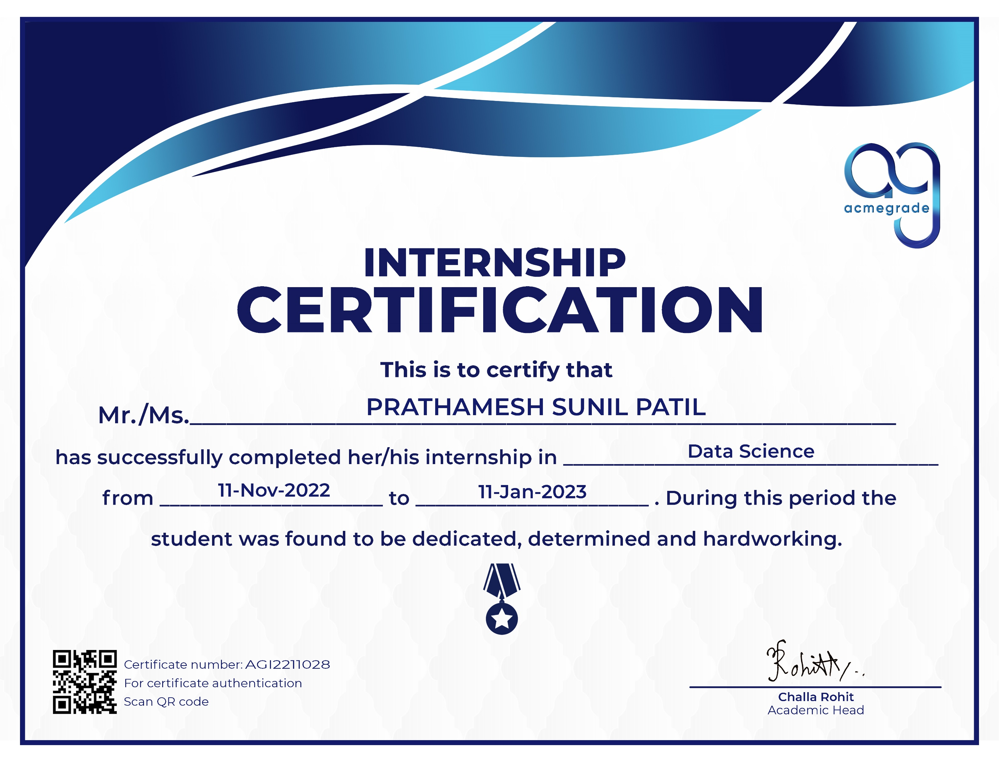 acmegrade
INTERNSHIP
CERTIFICATION
This is to certify that
Mr./Ms. PRATHAMESH SUNIL PATIL
has successfully completed her/his internship in Data Science
from 11-Nov-2022 to 11-Jan-2023 . During this period the
student was found to be dedicated, determined and hardworking.
Certificate number: AGI2211028
For certificate authentication
Scan QR code
Rohit
Challa Rohit
Academic Head